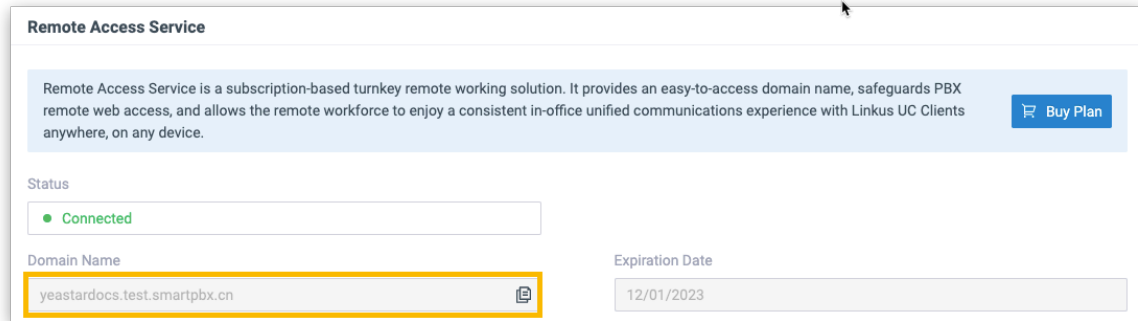 Remote Access Service
Remote Access Service is a subscription-based turnkey remote working solution. It provides an easy-to-access domain name, safeguards PBX
remote web access, and allows the remote workforce to enjoy a consistent in-office unified communications experience with Linkus UC Clients
anywhere, on any device.
Buy Plan
Status
Connected
Domain Name
Expiration Date
yeastardocs.test.smartpbx.cn
12/01/2023